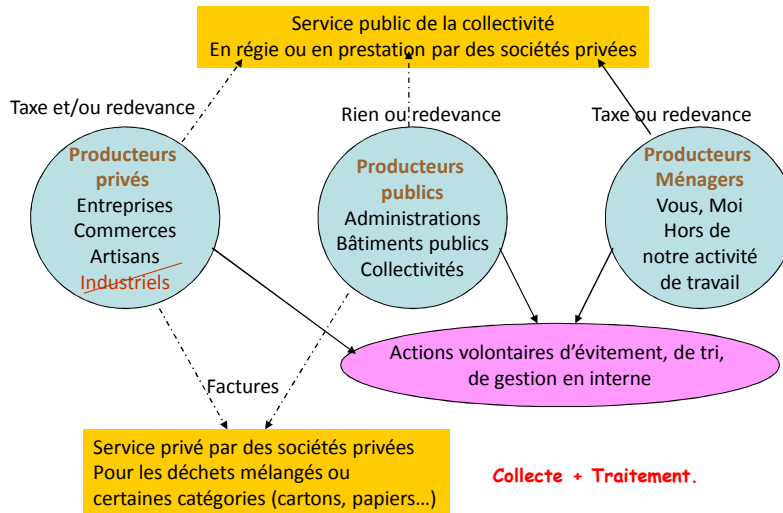 Service public de la collectivité
En régie ou en prestation par des sociétés privées
Taxe et/ou redevance
Rien ou redevance
Taxe ou redevance
Producteurs
privés
Entreprises
Commerces
Artisans
Industriels
Producteurs
publics
Administrations
Bâtiments publics
Collectivités
Producteurs
Ménagers
Vous, Moi
Hors de
notre activité
de travail
Actions volontaires d'évitement, de tri,
de gestion en interne
Factures
Service privé par des sociétés privées
Pour les déchets mélangés ou
certaines catégories (cartons, papiers…)
Collecte + Traitement.